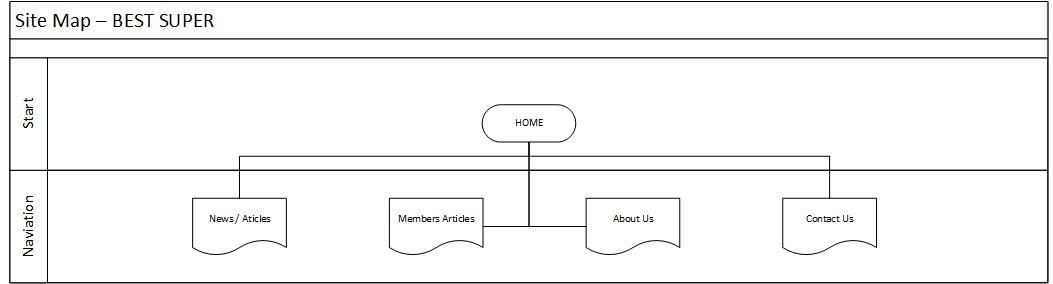 Site Map – BEST SUPER
Start
HOME
Naviation
News / Aticles
Members Articles
About Us
Contact Us